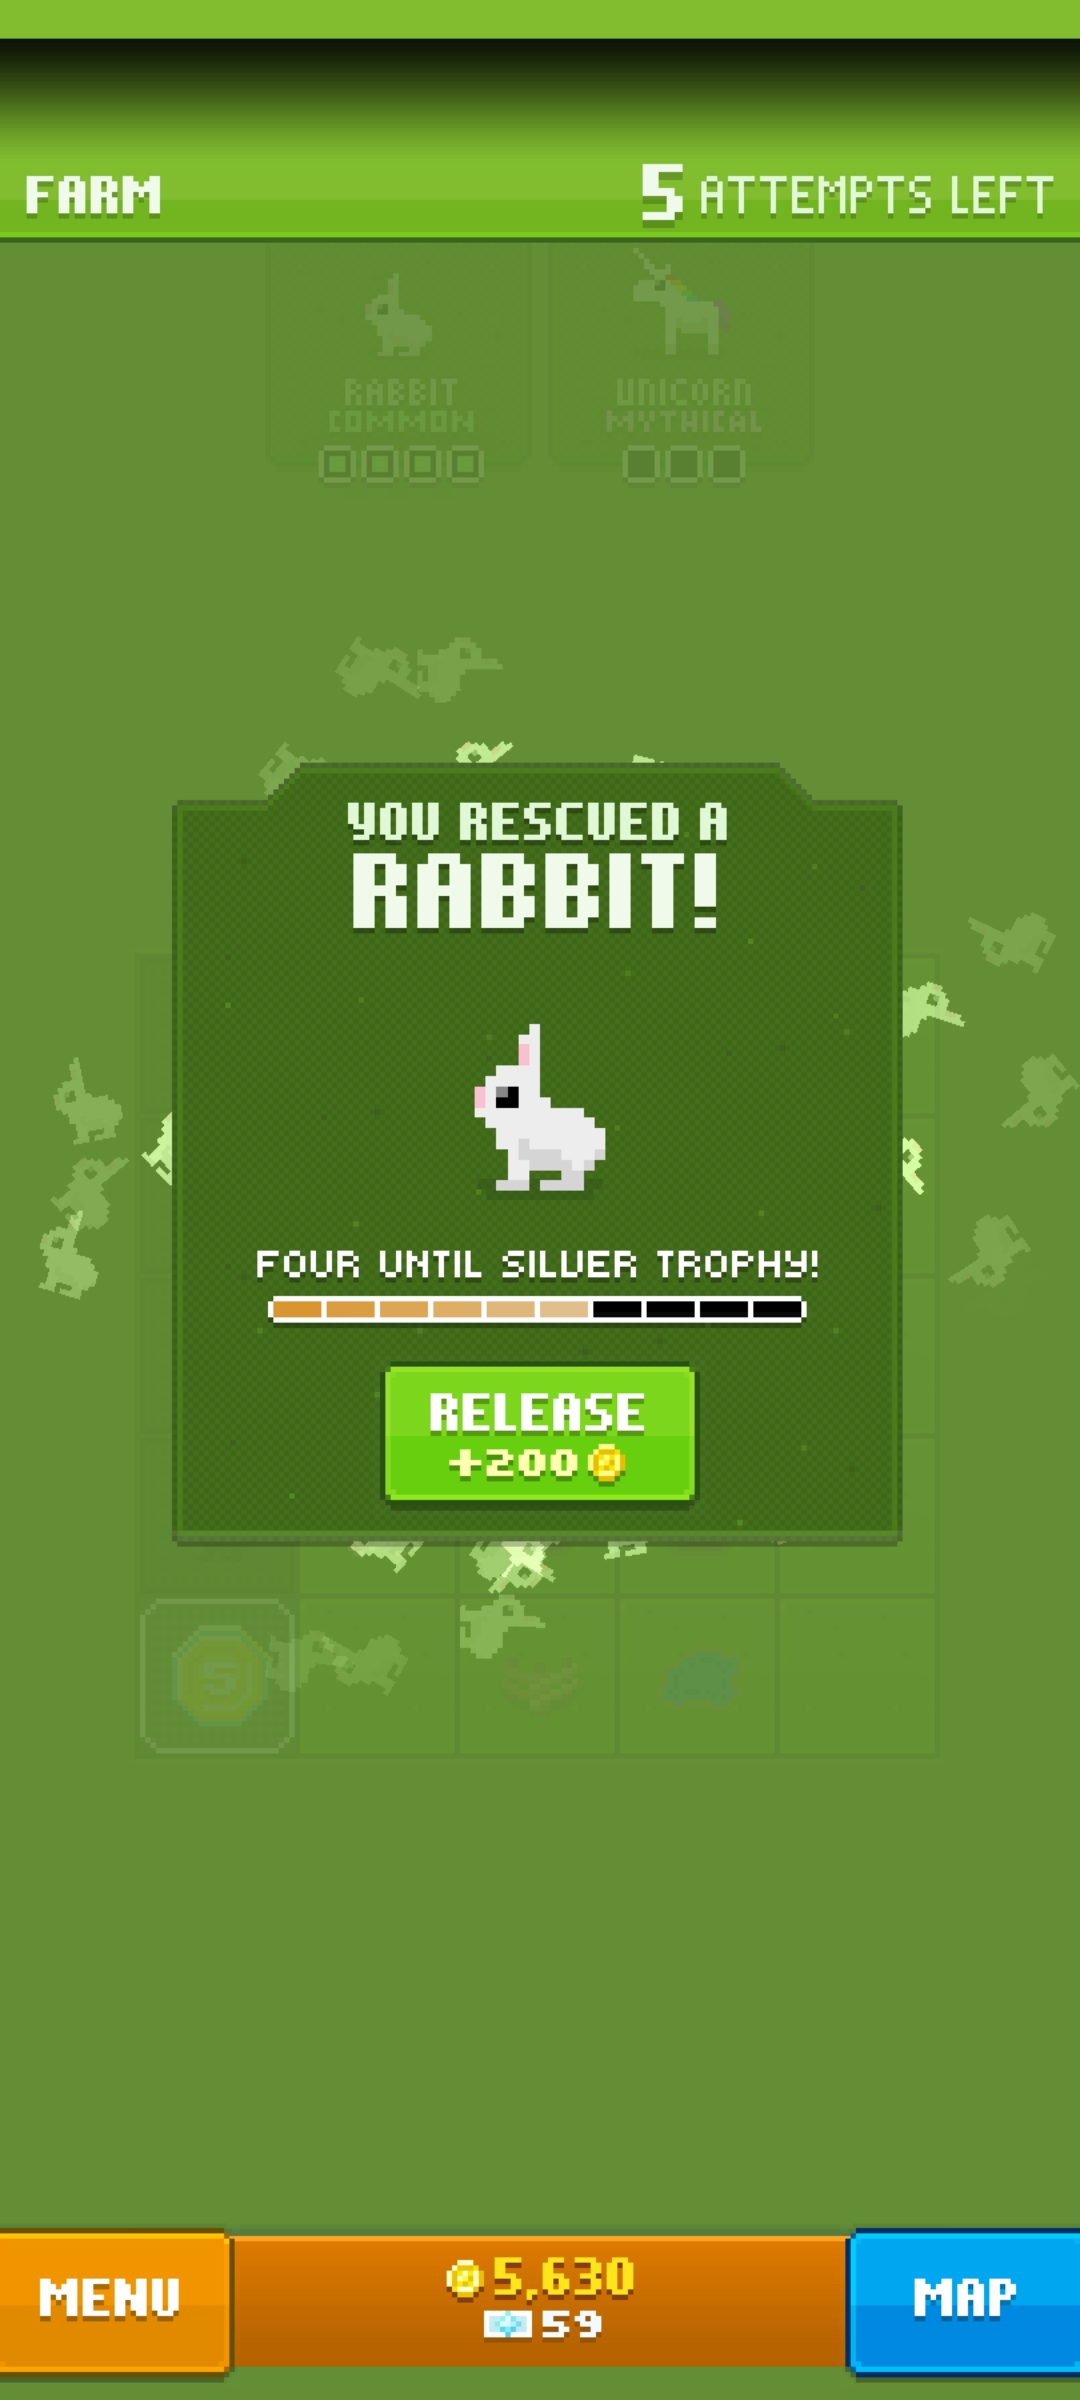 FARM
5 ATTEMPTS LEFT
RABBIT
COMMON
UNICORN
MYTHICAL
YOU RESCUED A
RABBIT!
FOUR UNTIL SILVER TROPHY!
RELEASE
+200
5
MENU
5,630
59
MAP